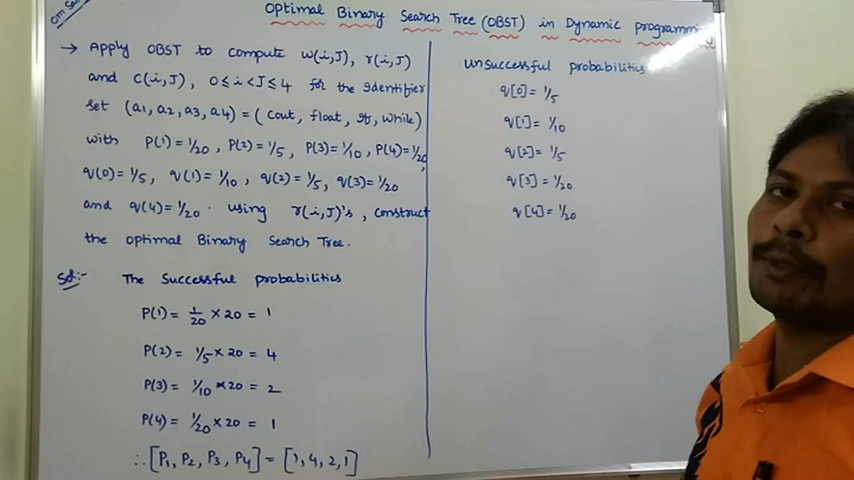 Optimal Binary Search Tree (OBST) in Dynamic programming
→ Apply OBST to compute w(i,J), r(i,J)
and c(i,J), 0≤i<J≤4 for the Identifier
set (a1, a2, a3, a4) = (cout, float, if, while)
with P(1)=1/20, P(2)=1/5, P(3)=1/10, P(4)=1/20,
q(0)=1/5, q(1)=1/10, q(2)=1/5, q(3)=1/20
and q(4)=1/20. using r(i,J)'s, construct
the optimal Binary Search Tree.
Sol:- The Successful probabilities
P(1) = 1/20 × 20 = 1
P(2) = 1/5 × 20 = 4
P(3) = 1/10 × 20 = 2
P(4) = 1/20 × 20 = 1
∴ [P1, P2, P3, P4] = [1, 4, 2, 1]
unsuccessful probabilities
q[0] = 1/5
q[1] = 1/10
q[2] = 1/5
q[3] = 1/20
q[4] = 1/20